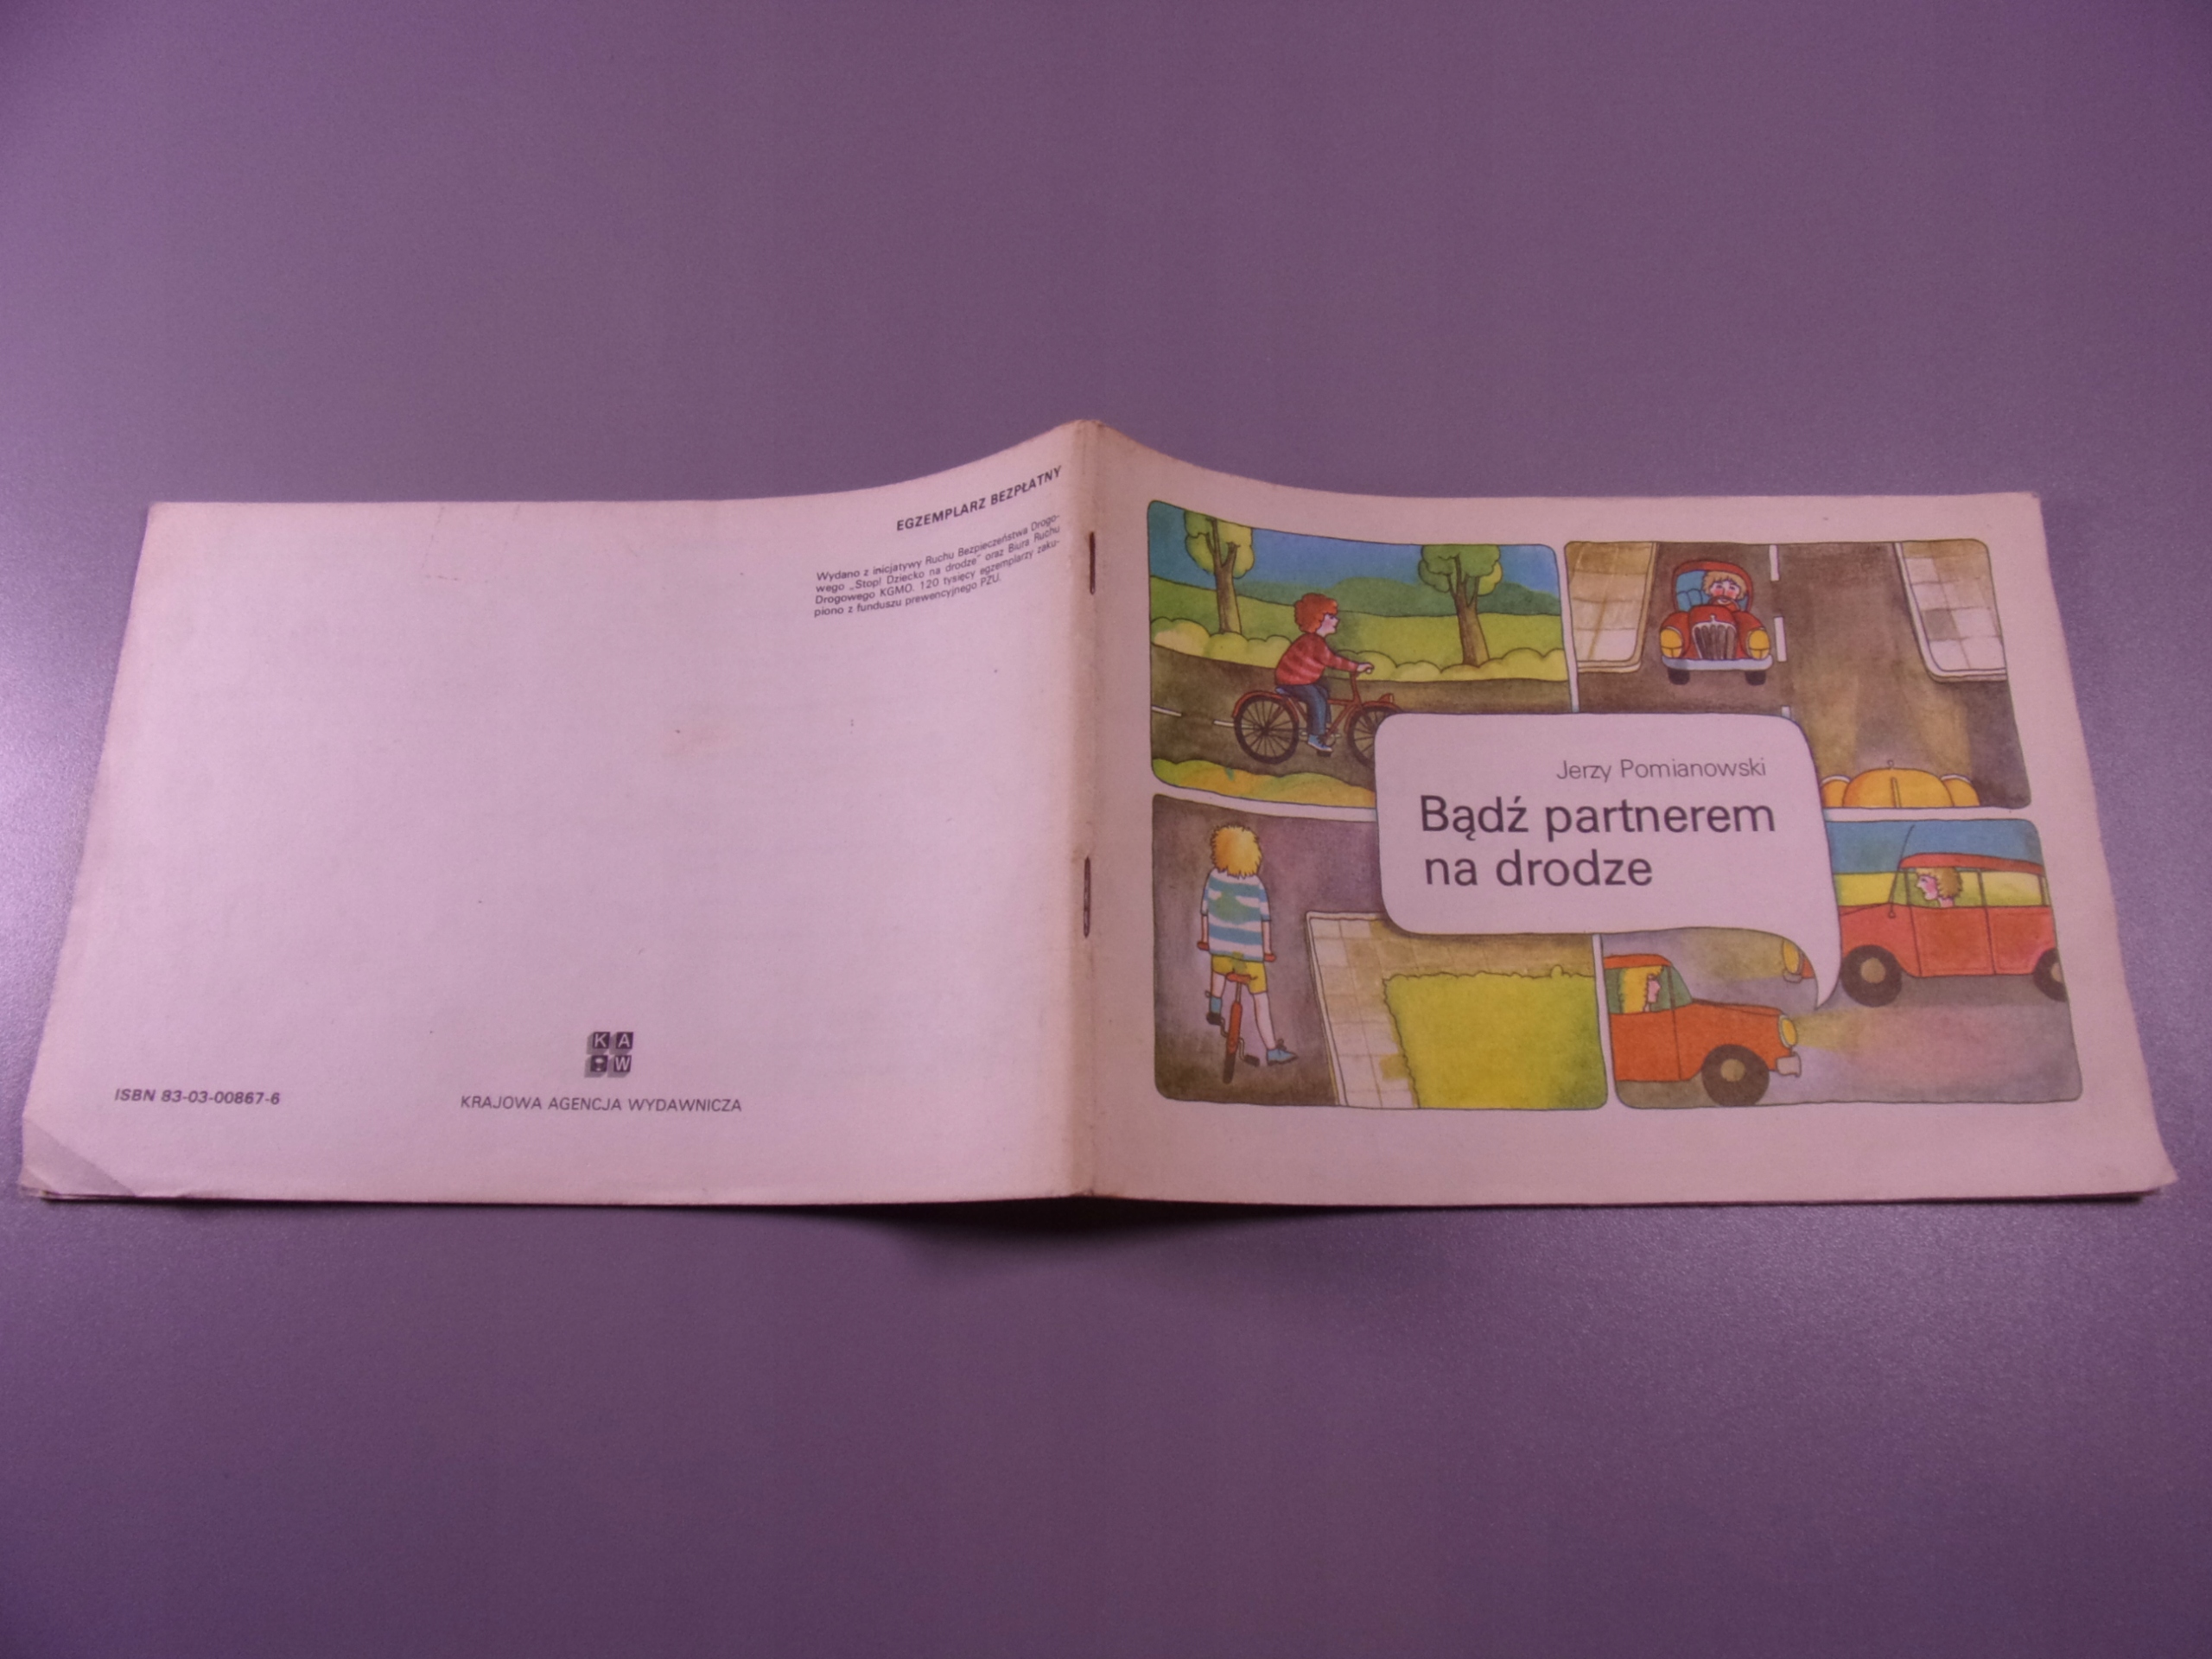 EGZEMPLARZ BEZPŁATNY
Wydano z inicjatywy Ruchu Bezpieczeństwa Drogo-
wego „Stop! Dziecko na drodze” oraz Biura Ruchu
Drogowego KGMO. 120 tysięcy egzemplarzy zaku-
piono z funduszu prewencyjnego PZU.
K A
W
KRAJOWA AGENCJA WYDAWNICZA
ISBN 83-03-00867-6
Jerzy Pomianowski
Bądź partnerem
na drodze